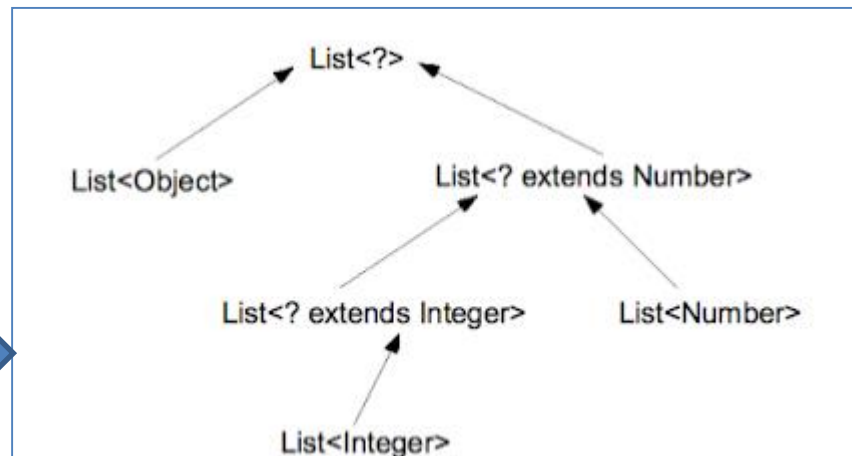 List<?>
List<Object>
List<? extends Number>
List<? extends Integer>
List<Number>
List<Integer>